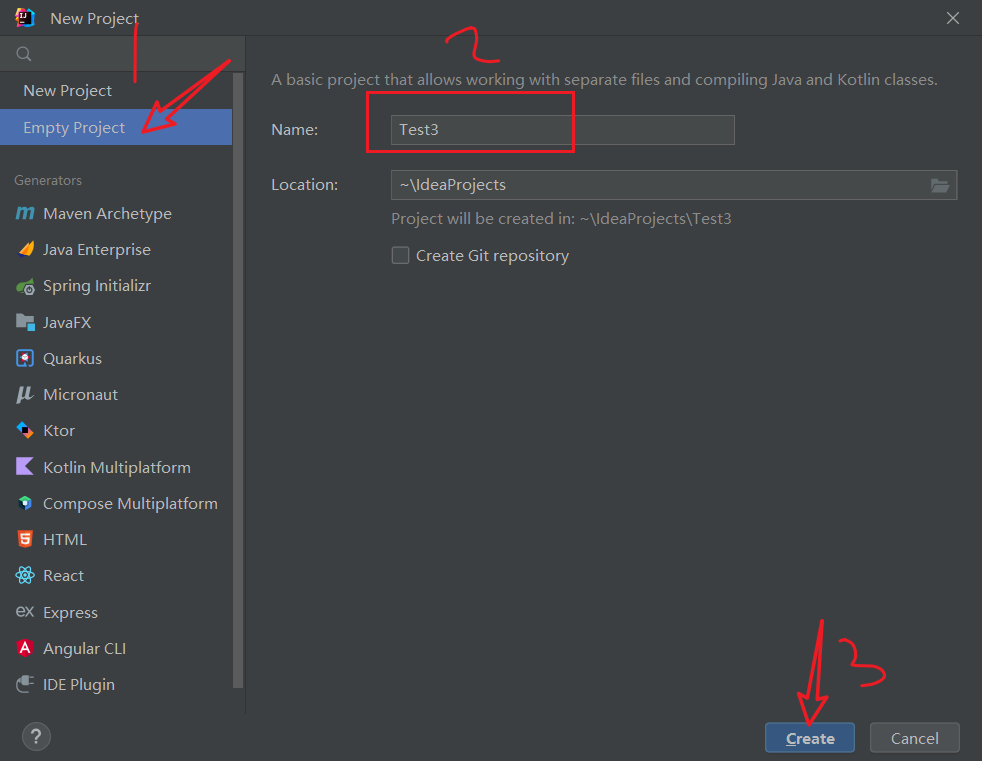 New Project
1
2
New Project
Empty Project
Generators
Maven Archetype
Java Enterprise
Spring Initializr
JavaFX
Quarkus
Micronaut
Ktor
Kotlin Multiplatform
Compose Multiplatform
HTML
React
ex Express
Angular CLI
IDE Plugin
A basic project that allows working with separate files and compiling Java and Kotlin classes.
Name: Test3
Location: ~\IdeaProjects
Project will be created in: ~\IdeaProjects\Test3
Create Git repository
3
?
Create Cancel